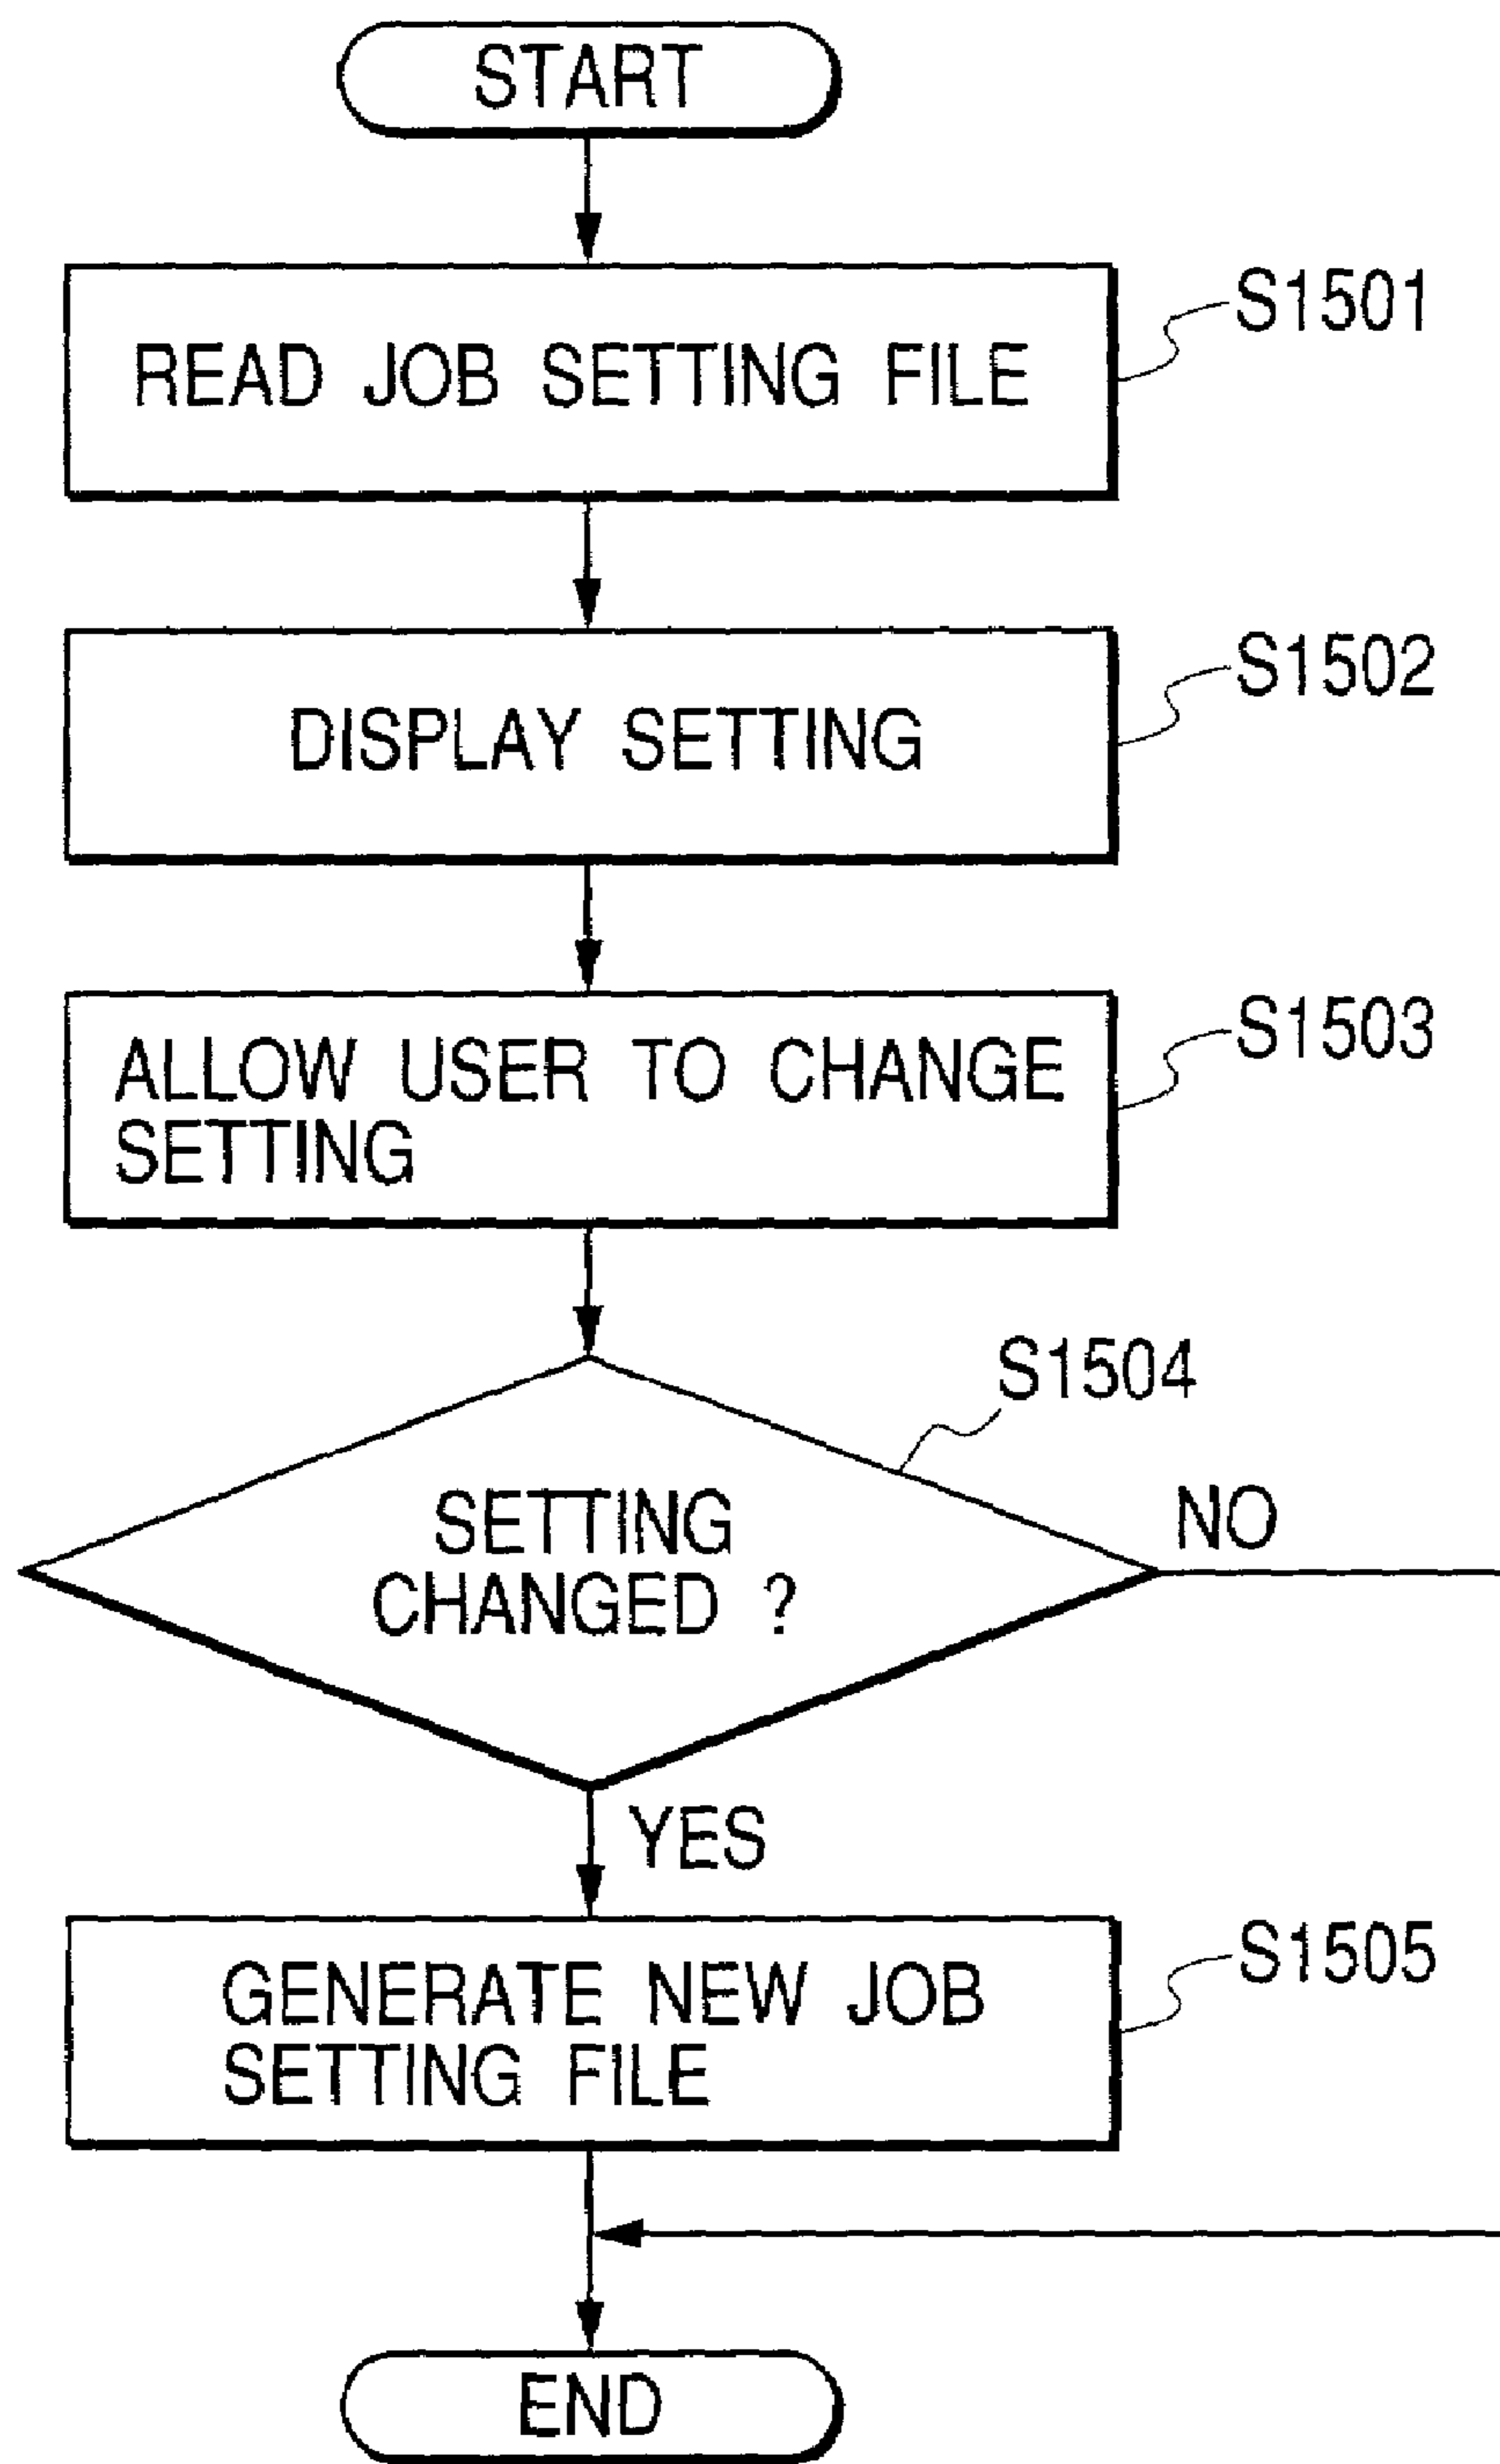 START
READ JOB SETTING FILE
S1501
DISPLAY SETTING
S1502
ALLOW USER TO CHANGE
SETTING
S1503
SETTING
CHANGED ?
S1504
NO
YES
GENERATE NEW JOB
SETTING FILE
S1505
END